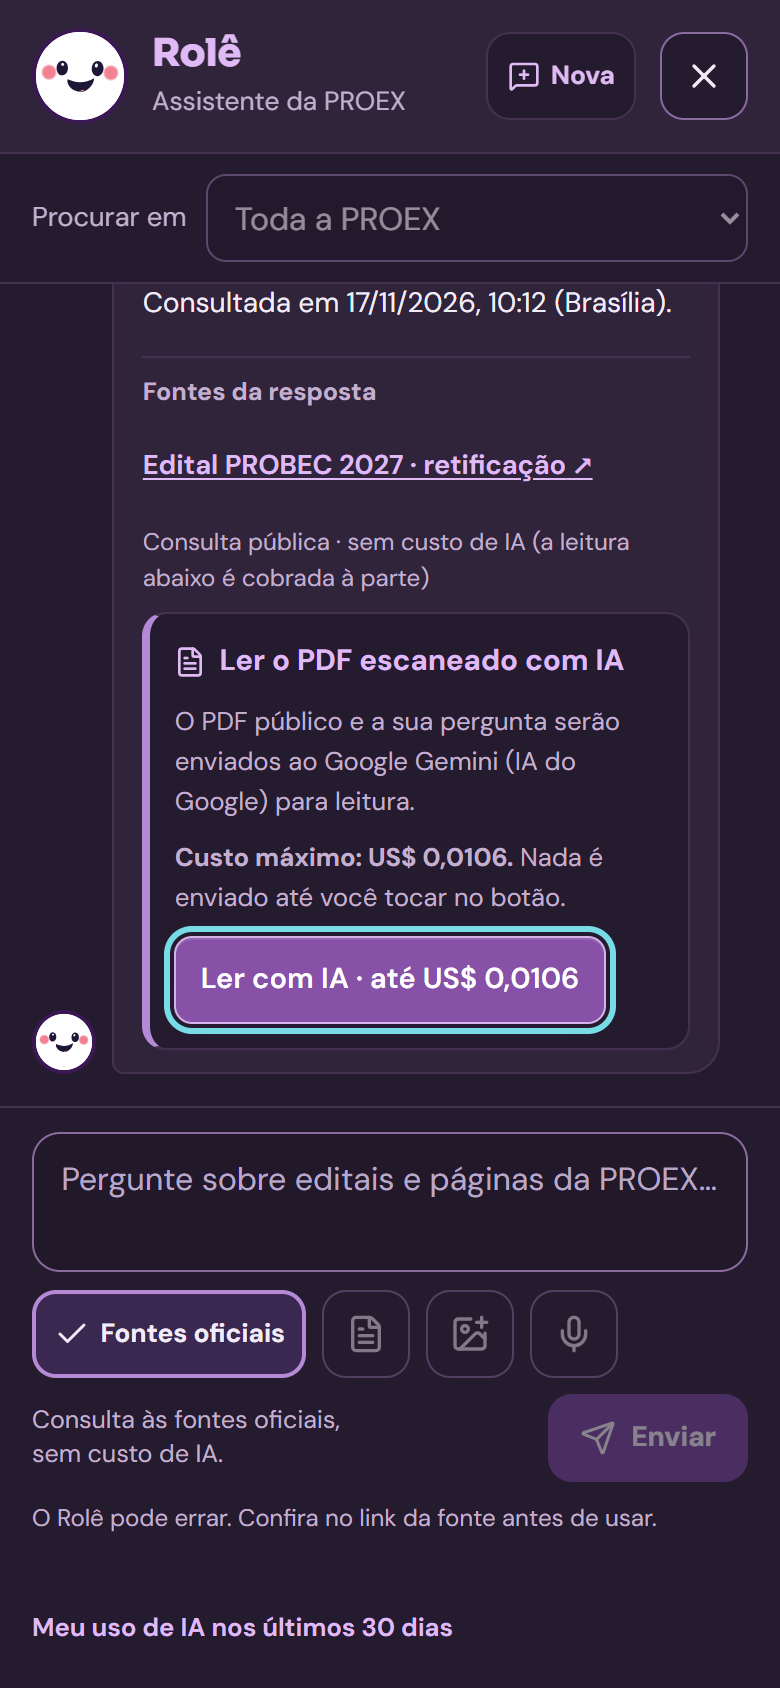 Rolê
Assistente da PROEX
Nova
Procurar em
Toda a PROEX
Consultada em 17/11/2026, 10:12 (Brasília).
Fontes da resposta
Edital PROBEC 2027 · retificação ↗
Consulta pública · sem custo de IA (a leitura
abaixo é cobrada à parte)
Ler o PDF escaneado com IA
O PDF público e a sua pergunta serão
enviados ao Google Gemini (IA do
Google) para leitura.
Custo máximo: US$ 0,0106. Nada é
enviado até você tocar no botão.
Ler com IA · até US$ 0,0106
Pergunte sobre editais e páginas da PROEX...
Fontes oficiais
Consulta às fontes oficiais,
sem custo de IA.
Enviar
O Rolê pode errar. Confira no link da fonte antes de usar.
Meu uso de IA nos últimos 30 dias